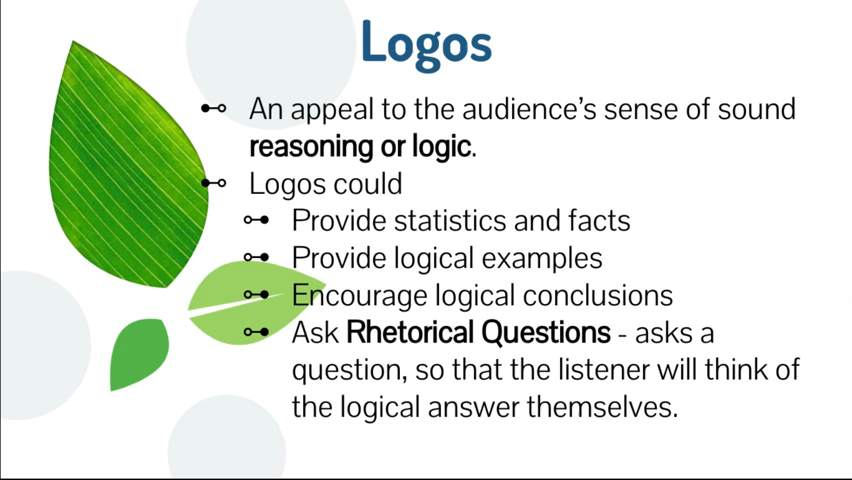 Logos
An appeal to the audience's sense of sound
reasoning or logic.
Logos could
Provide statistics and facts
Provide logical examples
Encourage logical conclusions
Ask Rhetorical Questions - asks a
question, so that the listener will think of
the logical answer themselves.